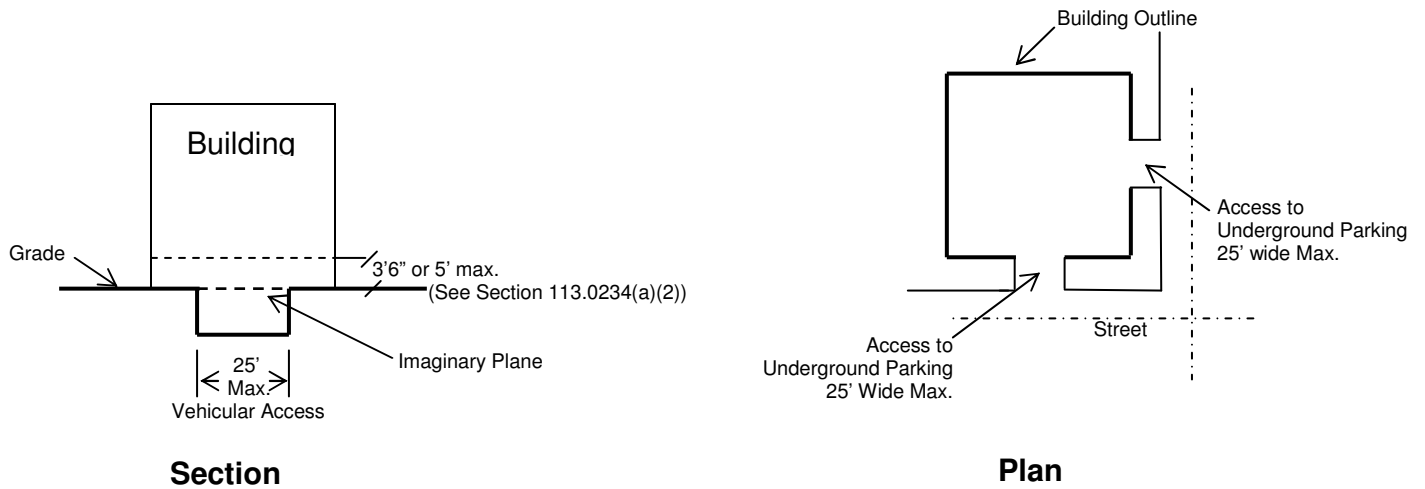 Building
Grade
3'6" or 5' max.
(See Section 113.0234(a)(2))
Imaginary Plane
25'
Max.
Vehicular Access
Section
Building Outline
Access to
Underground Parking
25' wide Max.
Street
Access to
Underground Parking
25' Wide Max.
Plan